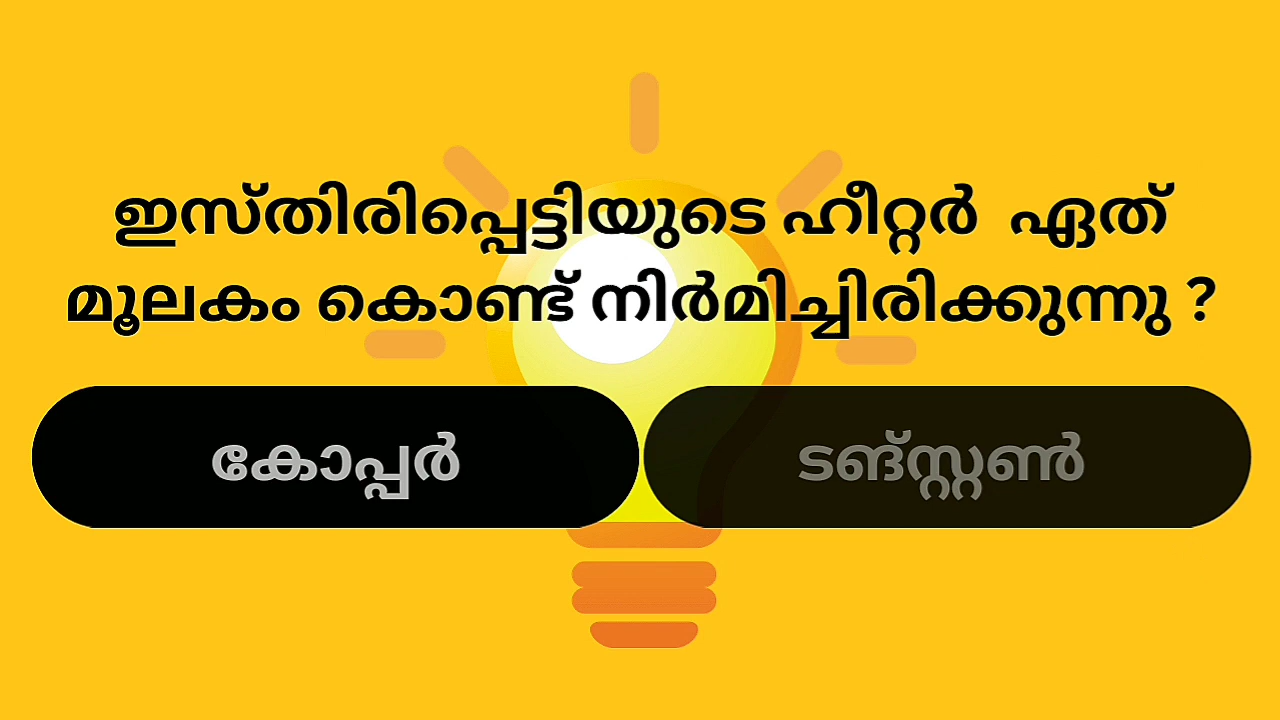 ഇസ്തിരിപ്പെട്ടിയുടെ ഹീറ്റർ ഏത്
മൂലകം കൊണ്ട് നിർമിച്ചിരിക്കുന്നു ?
കോപ്പർ
ടങ്സ്റ്റൺ